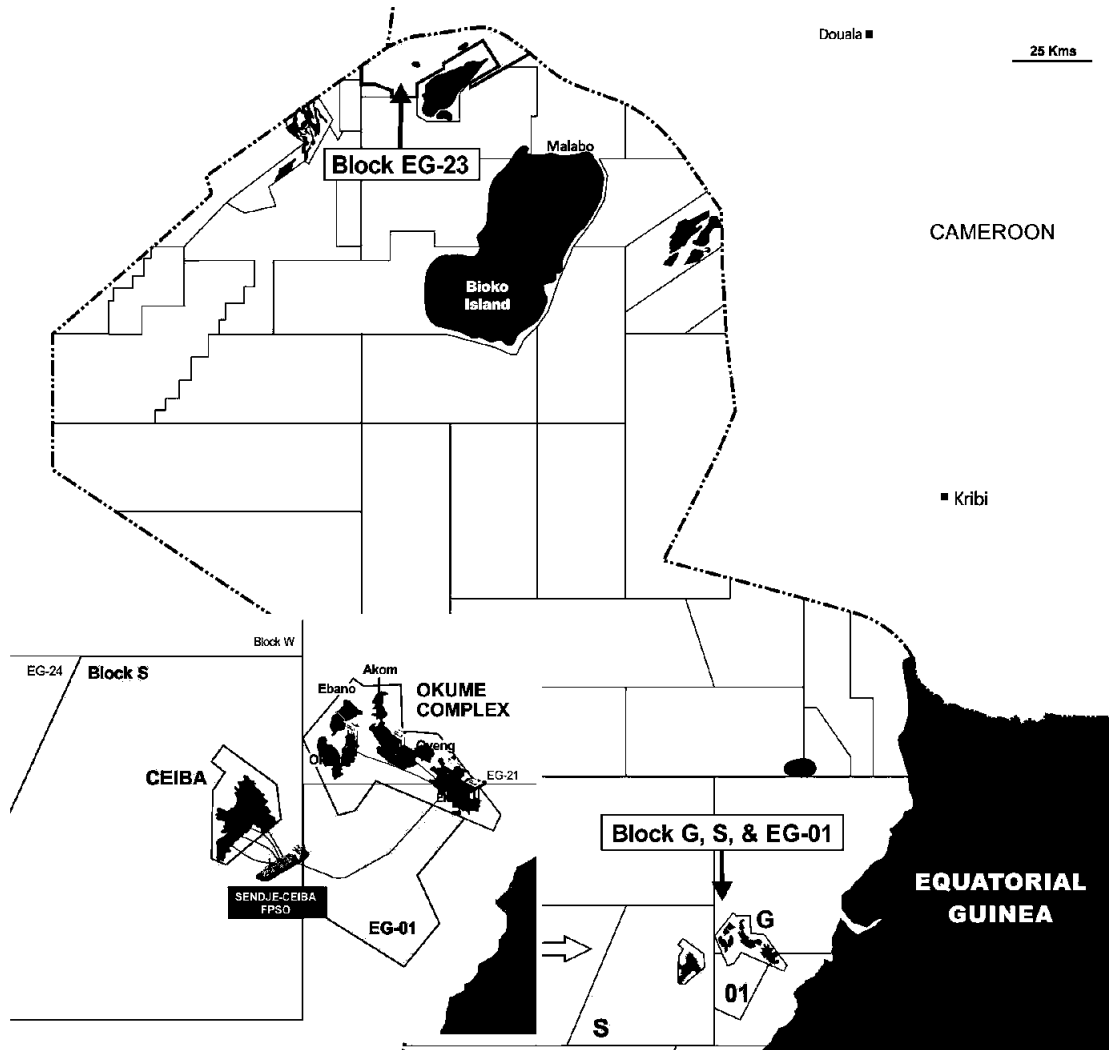 Douala
25 Kms
Malabo
Block EG-23
CAMEROON
Bioko
Island
Kribi
Block W
EG-24
Block S
Akom
Ebano
OKUME
COMPLEX
Oveng
EG-21
CEIBA
SENDJE-CEIBA
FPSO
EG-01
Block G, S, & EG-01
EQUATORIAL
GUINEA
G
01
S